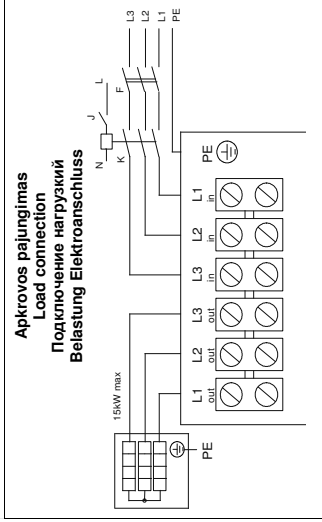 Apkrovos pajungimas
Load connection
Подключение нагрузкий
Belastung Elektroanschluss
L3
L2
L1
PE
L
J
F
N
K
15kW max
PE
PE
L1 out
L2 out
L3 out
L3 in
L2 in
L1 in